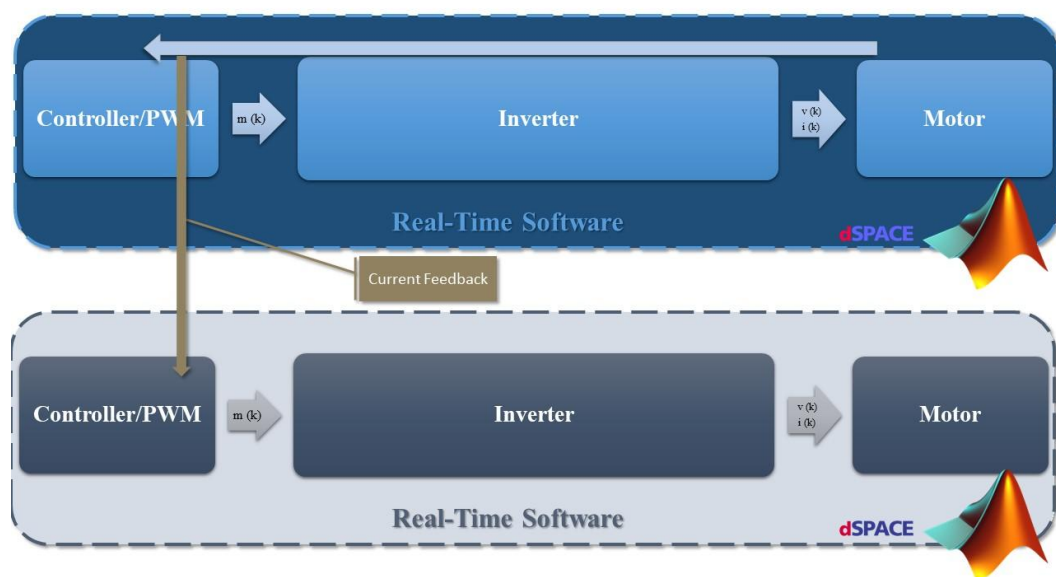 Controller/PWM
m (k)
Inverter
v (k)
i (k)
Motor
Real-Time Software
dSPACE
Current Feedback
Controller/PWM
m (k)
Inverter
v (k)
i (k)
Motor
Real-Time Software
dSPACE